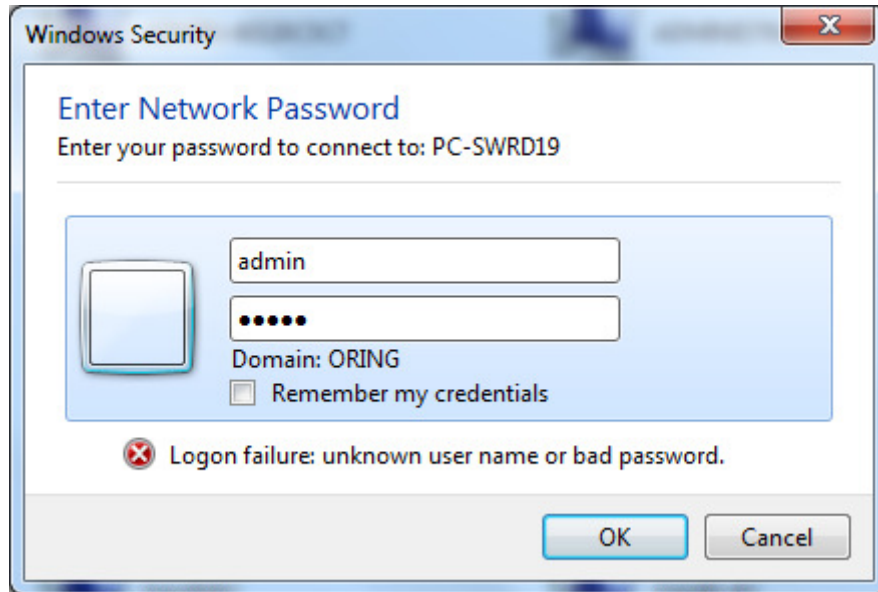 Windows Security
Enter Network Password
Enter your password to connect to: PC-SWRD19
admin
●●●●●
Domain: ORING
Remember my credentials
Logon failure: unknown user name or bad password.
OK
Cancel